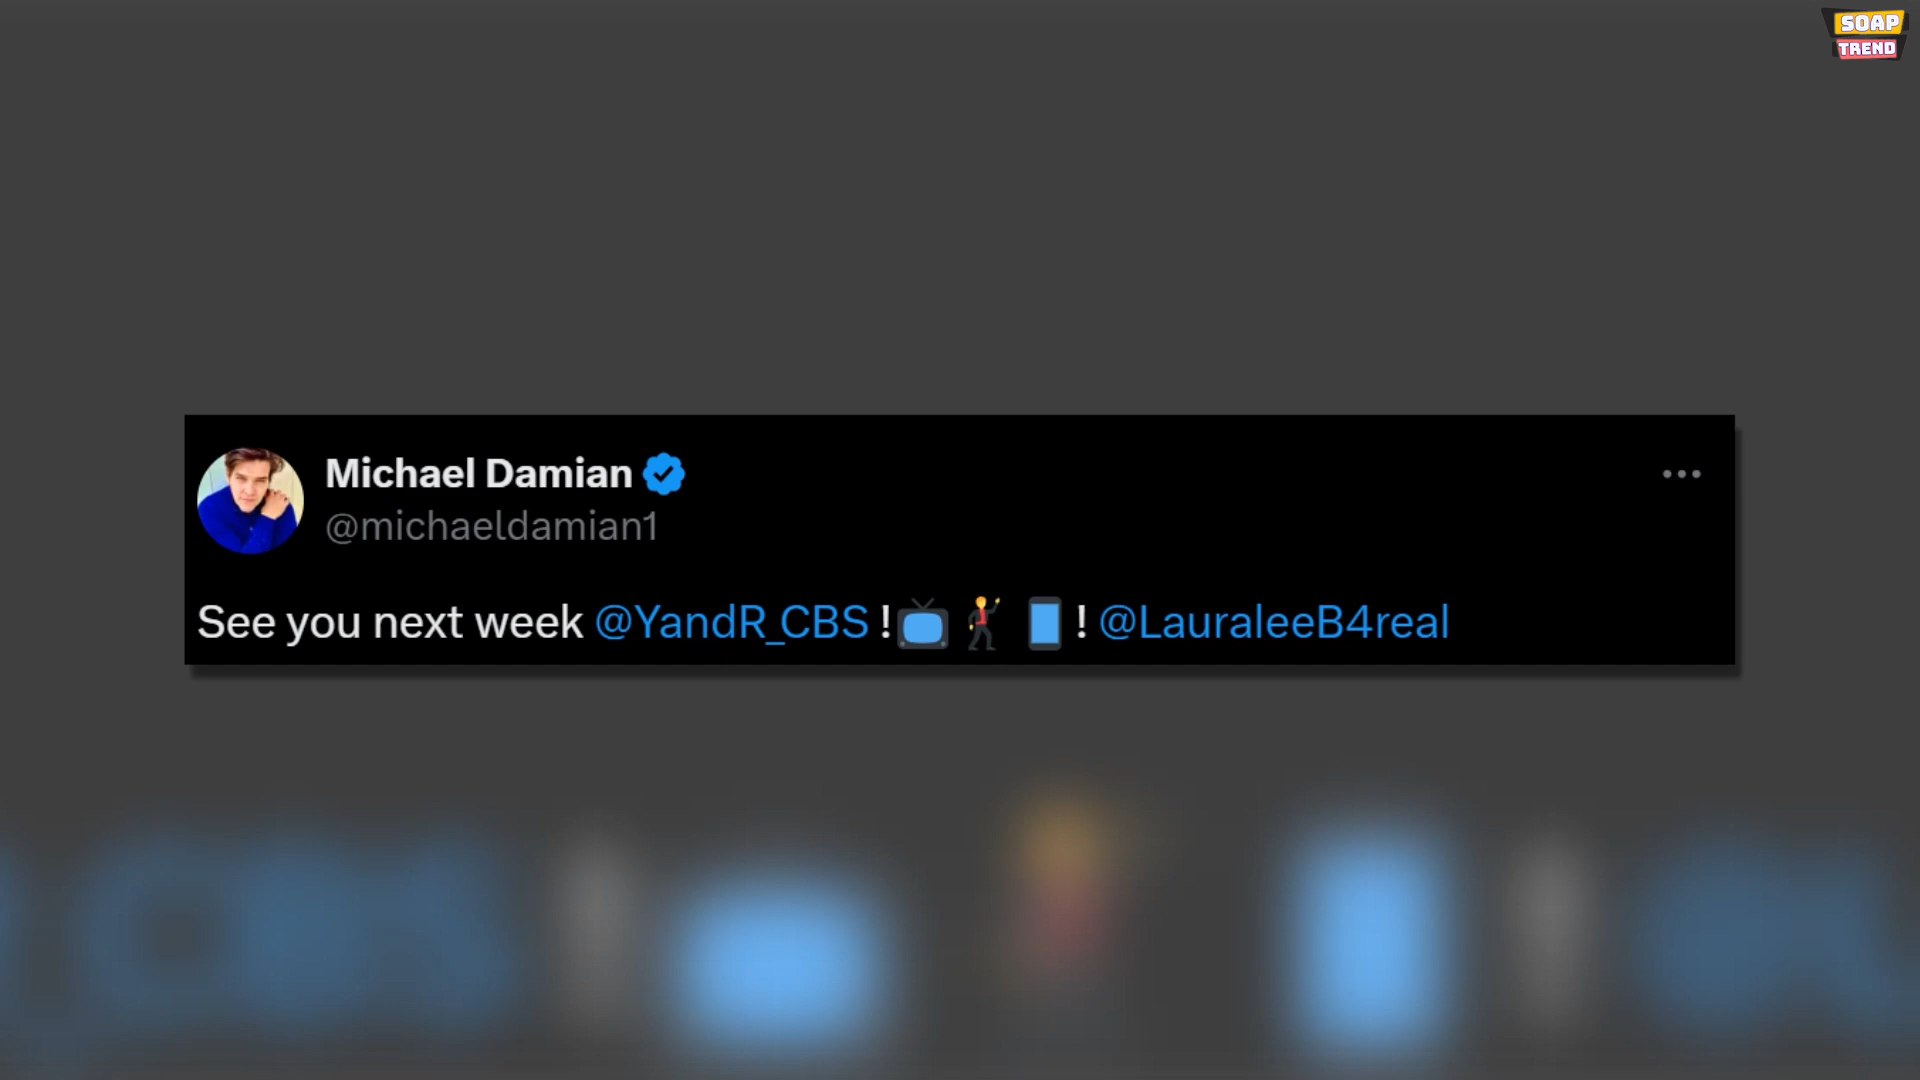 SOAP
TREND
Michael Damian
@michaeldamian1
See you next week @YandR_CBS !📺🕺📱! @LauraleeB4real